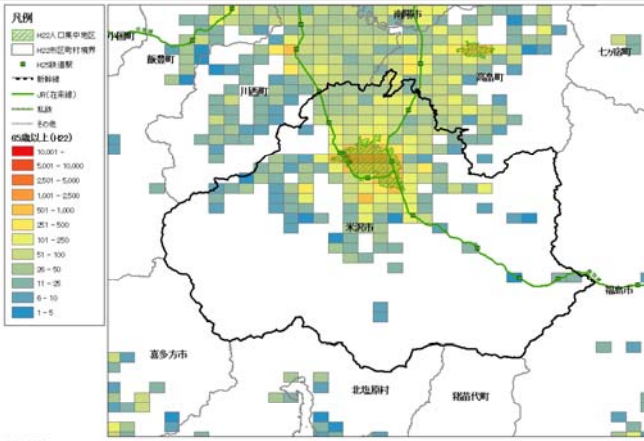 凡例
H22人口集中地区
H22市区町村境界
H25鉄道駅
新幹線
JR(在来線)
私鉄
その他
65歳以上(H22)
10,001 -
5,001 - 10,000
2,501 - 5,000
1,001 - 2,500
501 - 1,000
251 - 500
101 - 250
51 - 100
26 - 50
11 - 25
6 - 10
1 - 5
小国町
飯豊町
川西町
南陽市
高畠町
七ヶ宿町
米沢市
福島市
喜多方市
北塩原村
猪苗代町